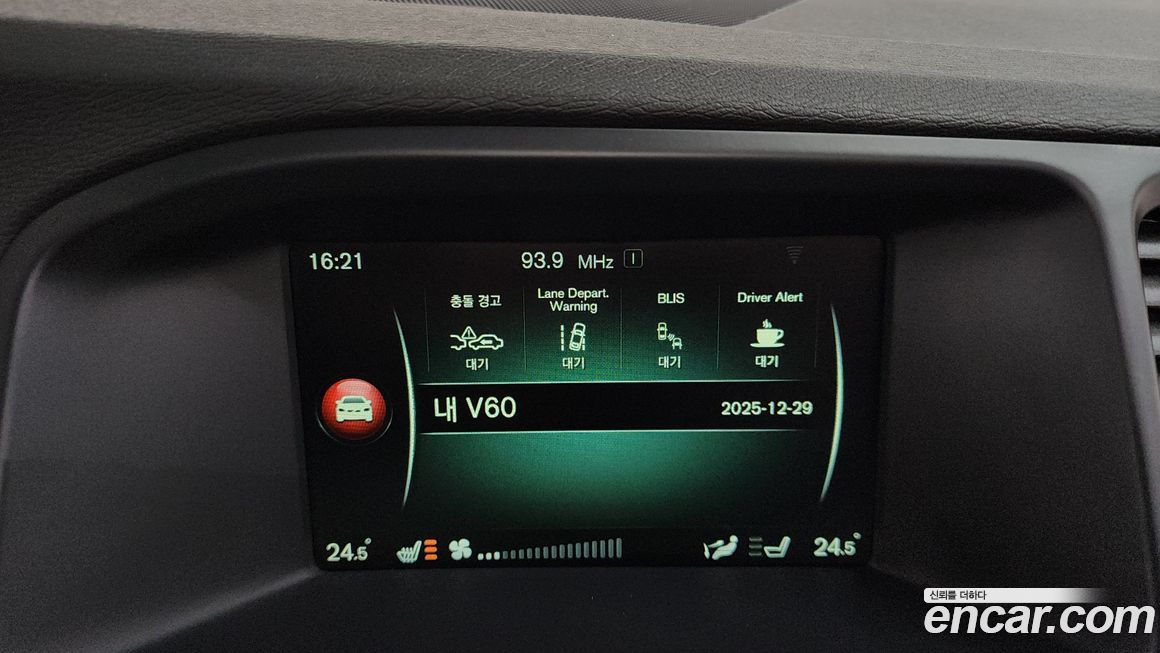 16:21
93.9 MHz I
충돌 경고
대기
Lane Depart.
Warning
대기
BLIS
대기
Driver Alert
대기
내 V60
2025-12-29
24.5°
24.5°
신뢰를 더하다
encar.com